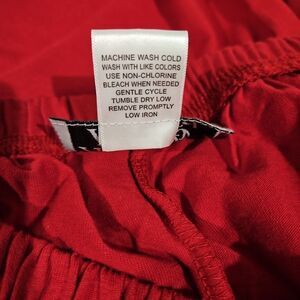 MACHINE WASH COLD
WASH WITH LIKE COLORS
USE NON-CHLORINE
BLEACH WHEN NEEDED
GENTLE CYCLE
TUMBLE DRY LOW
REMOVE PROMPTLY
LOW IRON